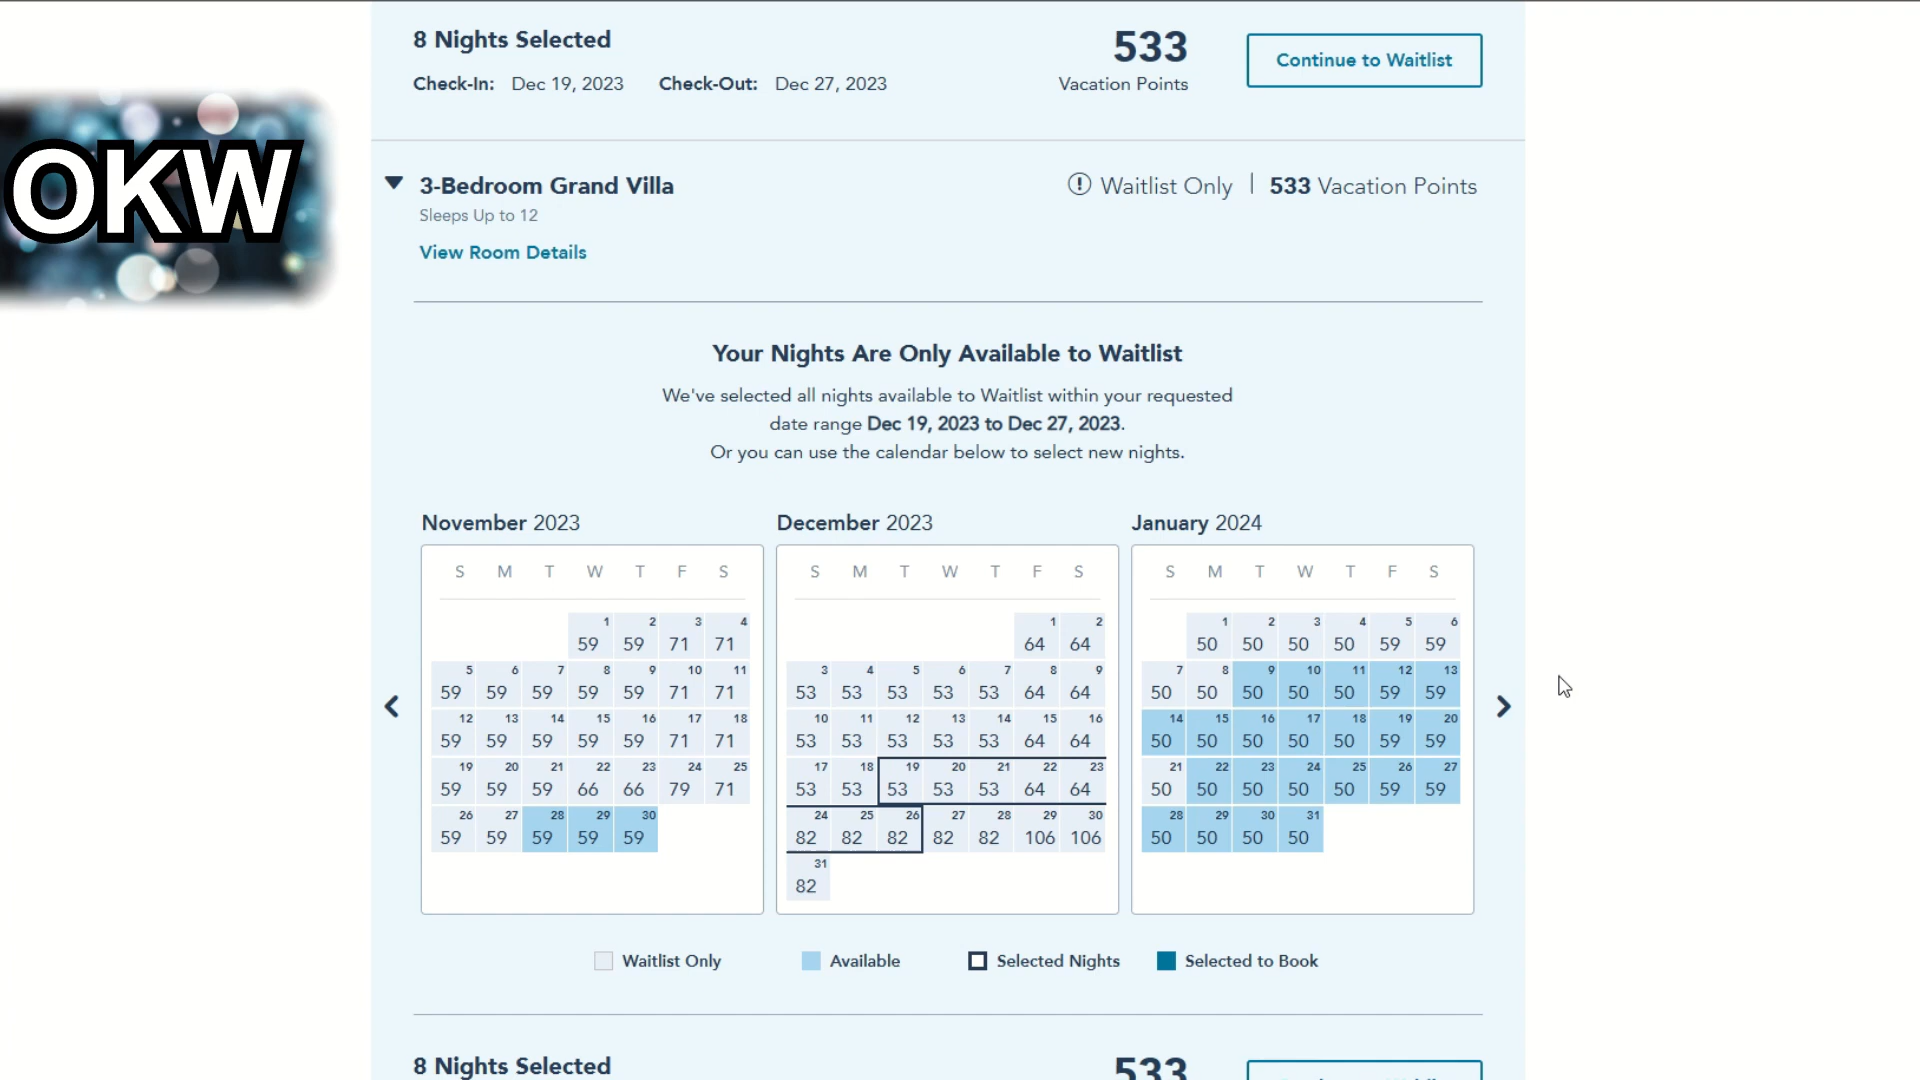 8 Nights Selected
533
Continue to Waitlist
Check-In: Dec 19, 2023 Check-Out: Dec 27, 2023
Vacation Points
OKW
3-Bedroom Grand Villa
Waitlist Only | 533 Vacation Points
Sleeps Up to 12
View Room Details
Your Nights Are Only Available to Waitlist
We've selected all nights available to Waitlist within your requested
date range Dec 19, 2023 to Dec 27, 2023.
Or you can use the calendar below to select new nights.
November 2023
S M T W T F S
1 2 3 4
59 59 71 71
5 6 7 8 9 10 11
59 59 59 59 59 71 71
12 13 14 15 16 17 18
59 59 59 59 59 71 71
19 20 21 22 23 24 25
59 59 59 66 66 79 71
26 27 28 29 30
59 59 59 59 59
December 2023
S M T W T F S
1 2
64 64
3 4 5 6 7 8 9
53 53 53 53 53 64 64
10 11 12 13 14 15 16
53 53 53 53 53 64 64
17 18 19 20 21 22 23
53 53 53 53 53 64 64
24 25 26 27 28 29 30
82 82 82 82 82 106 106
31
82
January 2024
S M T W T F S
1 2 3 4 5 6
50 50 50 50 59 59
7 8 9 10 11 12 13
50 50 50 50 50 59 59
14 15 16 17 18 19 20
50 50 50 50 50 59 59
21 22 23 24 25 26 27
50 50 50 50 50 59 59
28 29 30 31
50 50 50 50
Waitlist Only Available Selected Nights Selected to Book
8 Nights Selected
533